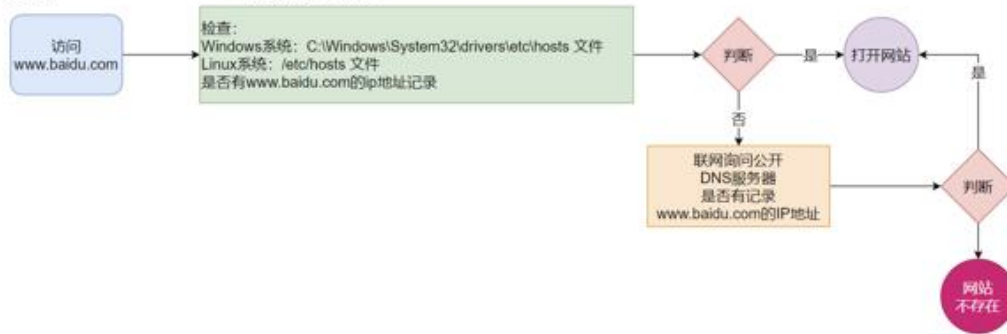 访问
www.baidu.com
检查：
Windows系统：C:\Windows\System32\drivers\etc\hosts 文件
Linux系统：/etc/hosts 文件
是否有www.baidu.com的ip地址记录
判断
是
打开网站
是
否
联网询问公开
DNS服务器
是否有记录
www.baidu.com的IP地址
判断
网站
不存在